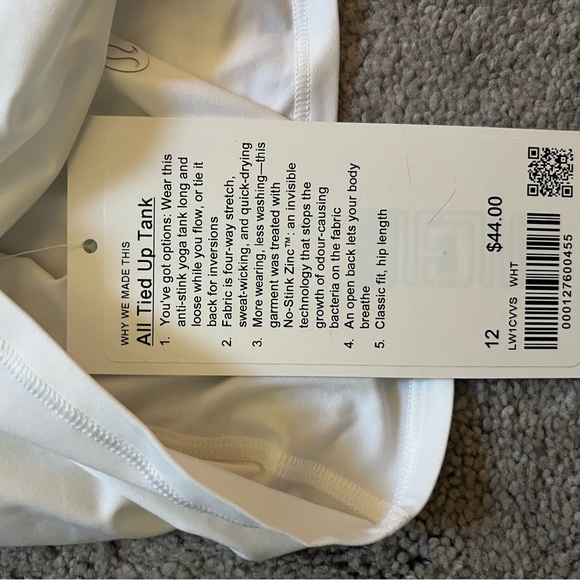 WHY WE MADE THIS
All Tied Up Tank
1. You've got options: Wear this
anti-stink yoga tank long and
loose while you flow, or tie it
back for inversions
2. Fabric is four-way stretch,
sweat-wicking, and quick-drying
3. More wearing, less washing—this
garment was treated with
No-Stink Zinc™: an invisible
technology that stops the
growth of odour-causing
bacteria on the fabric
4. An open back lets your body
breathe
5. Classic fit, hip length
12 $44.00
LW1CVVS WHT
000127600455